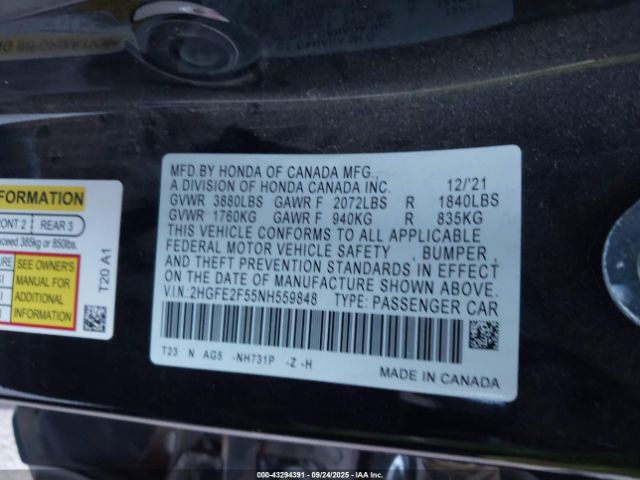 MFD.BY HONDA OF CANADA MFG.,
A DIVISION OF HONDA CANADA INC. 12/'21
GVWR 3880LBS GAWR F 2072LBS R 1840LBS
GVWR 1760KG GAWR F 940KG R 835KG
THIS VEHICLE CONFORMS TO ALL APPLICABLE
FEDERAL MOTOR VEHICLE SAFETY , BUMPER ,
AND THEFT PREVENTION STANDARDS IN EFFECT
ON THE DATE OF MANUFACTURE SHOWN ABOVE.
V.I.N:2HGFE2F55NH559848 TYPE: PASSENGER CAR
T23 N AG5 -NH731P -Z -H
MADE IN CANADA
FORMATION
RONT 2 REAR 3
xceed 385kg or 850lbs.
SEE OWNER'S
MANUAL FOR
ADDITIONAL
INFORMATION
T20 A1
000-43294391 - 09/24/2025 - IAA Inc.